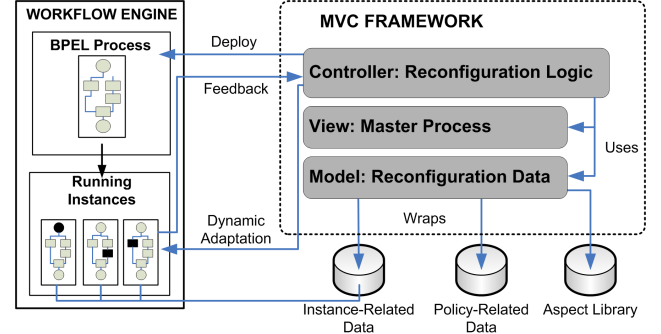 WORKFLOW ENGINE
BPEL Process
Running
Instances
Deploy
Feedback
Dynamic
Adaptation
MVC FRAMEWORK
Controller: Reconfiguration Logic
View: Master Process
Model: Reconfiguration Data
Uses
Wraps
Instance-Related
Data
Policy-Related
Data
Aspect Library